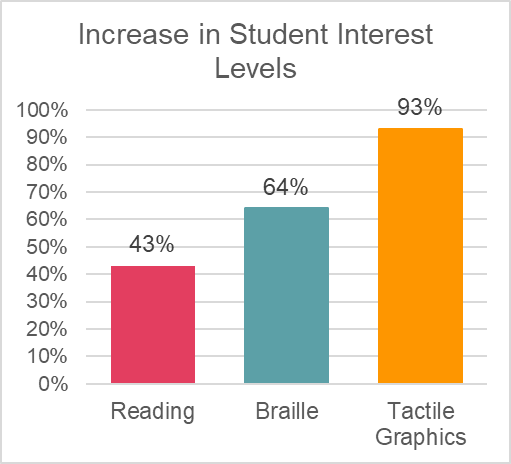 Increase in Student Interest
Levels
100%
90%
80%
70%
60%
50%
40%
30%
20%
10%
0%
43%
64%
93%
Reading
Braille
Tactile
Graphics